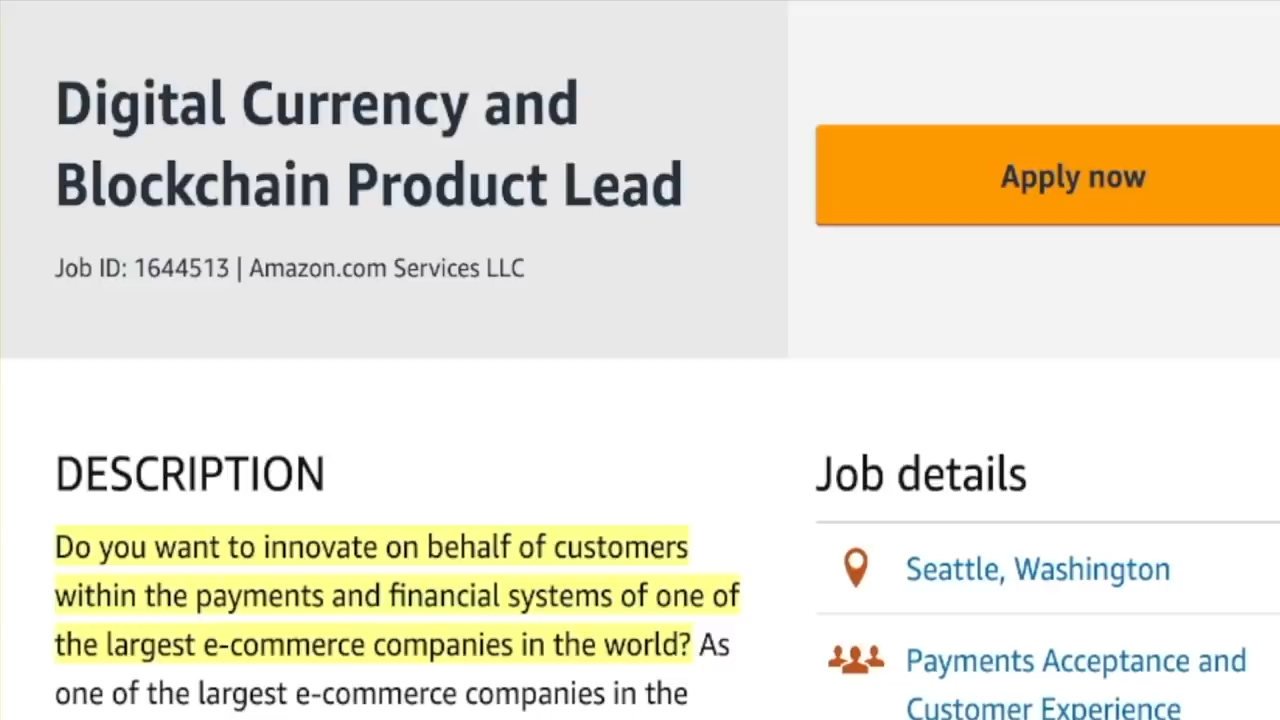 Digital Currency and
Blockchain Product Lead
Job ID: 1644513 | Amazon.com Services LLC
Apply now
DESCRIPTION
Do you want to innovate on behalf of customers
within the payments and financial systems of one of
the largest e-commerce companies in the world? As
one of the largest e-commerce companies in the
Job details
Seattle, Washington
Payments Acceptance and
Customer Experience